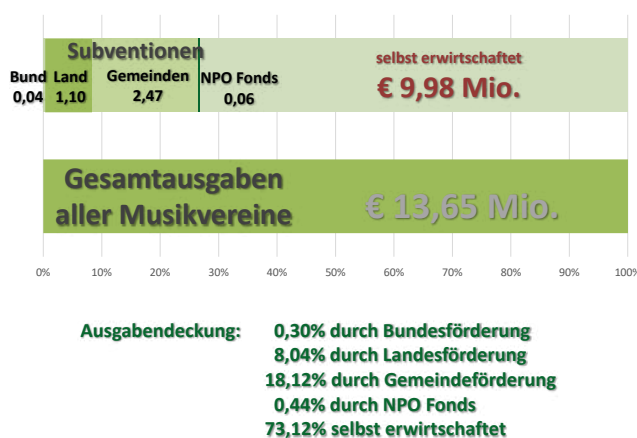 Subventionen
selbst erwirtschaftet
Bund Land Gemeinden NPO Fonds
€ 9,98 Mio.
0,04 1,10 2,47 0,06
Gesamtausgaben
aller Musikvereine
€ 13,65 Mio.
0% 10% 20% 30% 40% 50% 60% 70% 80% 90% 100%
Ausgabendeckung: 0,30% durch Bundesförderung
8,04% durch Landesförderung
18,12% durch Gemeindeförderung
0,44% durch NPO Fonds
73,12% selbst erwirtschaftet